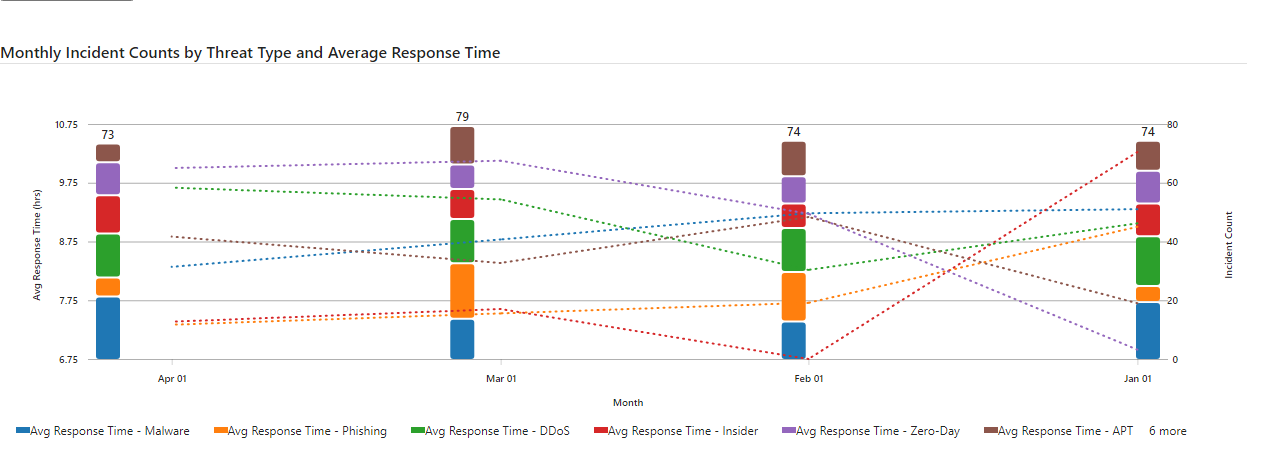 Monthly Incident Counts by Threat Type and Average Response Time
73
79
74
74
10.75
9.75
8.75
7.75
6.75
Avg Response Time (hrs)
80
60
40
20
0
Incident Count
Apr 01
Mar 01
Feb 01
Jan 01
Month
Avg Response Time - Malware
Avg Response Time - Phishing
Avg Response Time - DDoS
Avg Response Time - Insider
Avg Response Time - Zero-Day
Avg Response Time - APT
6 more